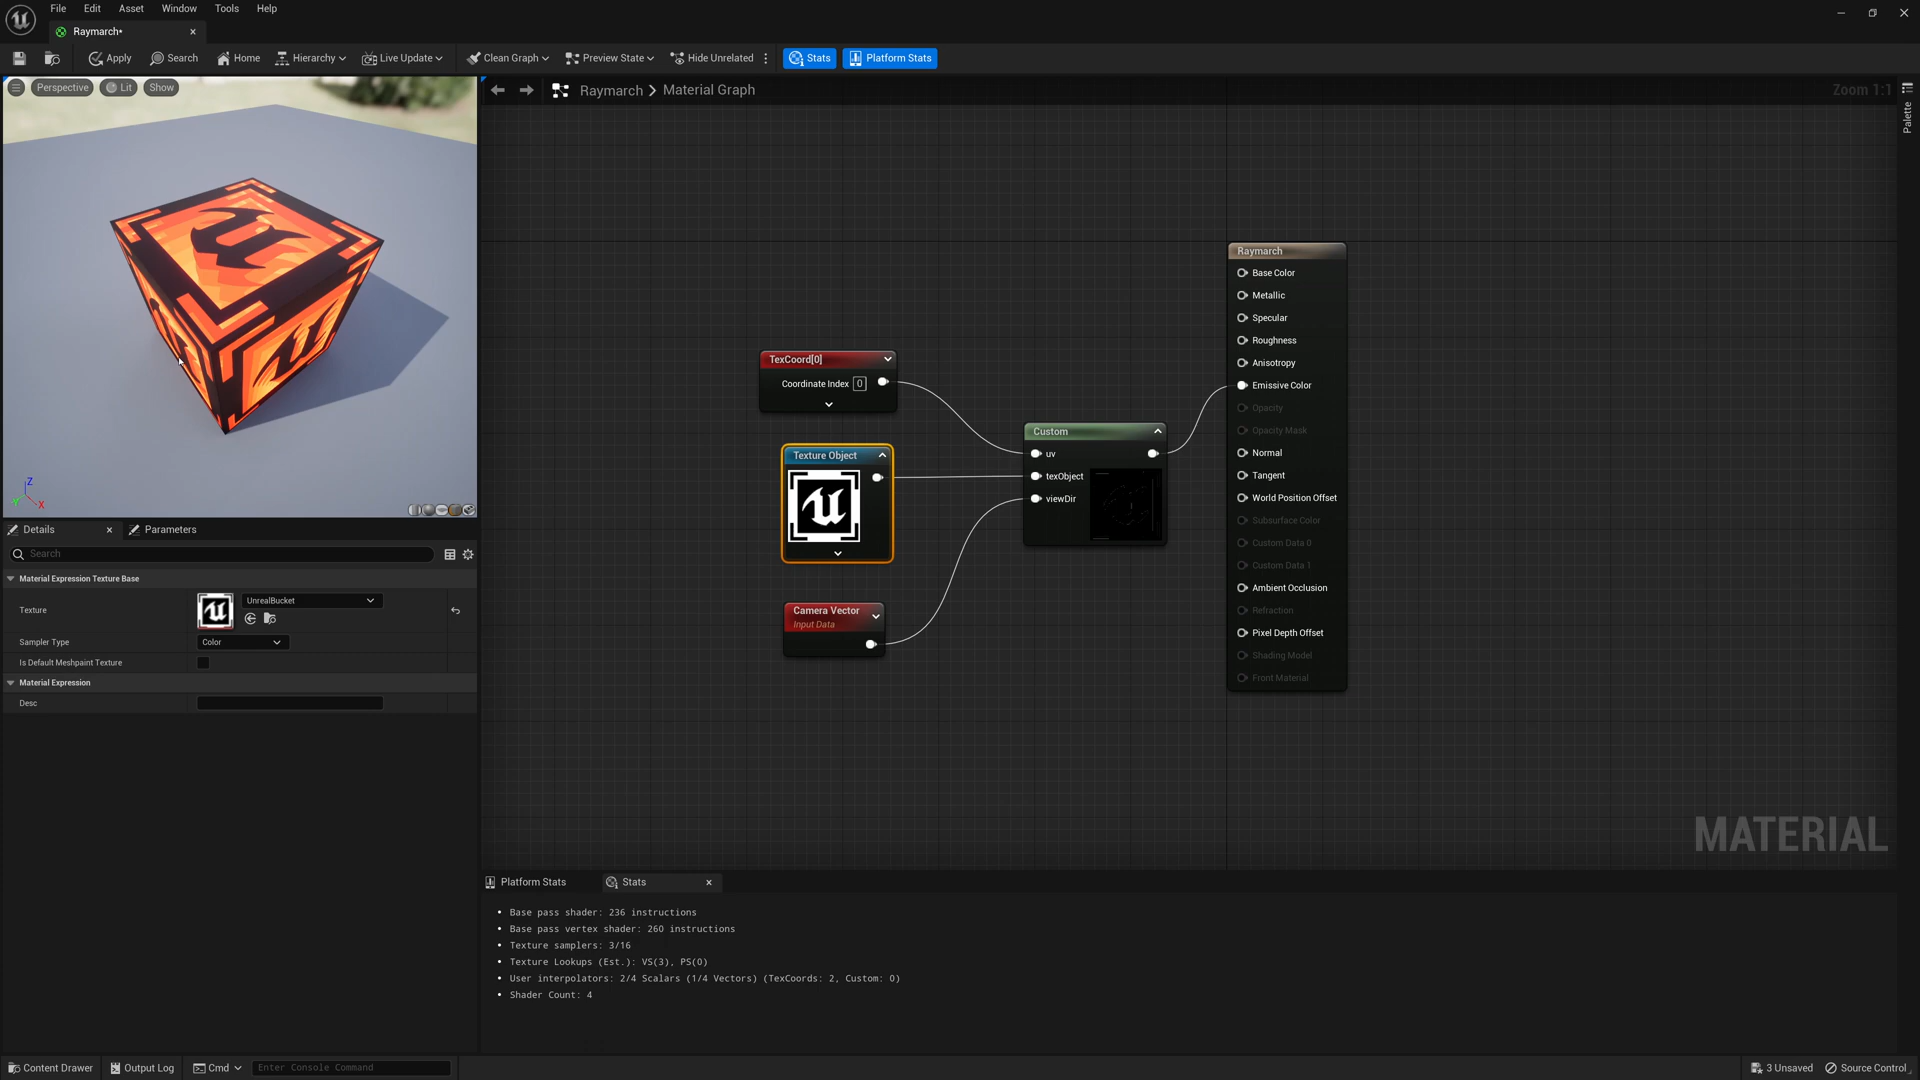 File Edit Asset Window Tools Help
Raymarch*
Apply Search Home Hierarchy Live Update Clean Graph Preview State Hide Unrelated Stats Platform Stats
Perspective Lit Show
Raymarch > Material Graph
Zoom 1:1
Palette
Raymarch
Base Color
Metallic
Specular
Roughness
Anisotropy
Emissive Color
Opacity
Opacity Mask
Normal
Tangent
World Position Offset
Subsurface Color
Custom Data 0
Custom Data 1
Ambient Occlusion
Refraction
Pixel Depth Offset
Shading Model
Front Material
TexCoord[0]
Coordinate Index 0
Texture Object
Camera Vector
Input Data
Custom
uv
texObject
viewDir
Z
X
Y
MATERIAL
Details Parameters
Search
Material Expression Texture Base
Texture UnrealBucket
Sampler Type Color
Is Default Meshpaint Texture
Material Expression
Desc
Platform Stats Stats
• Base pass shader: 236 instructions
• Base pass vertex shader: 260 instructions
• Texture samplers: 3/16
• Texture Lookups (Est.): VS(3), PS(0)
• User interpolators: 2/4 Scalars (1/4 Vectors) (TexCoords: 2, Custom: 0)
• Shader Count: 4
Content Drawer Output Log Cmd Enter Console Command 3 Unsaved Source Control